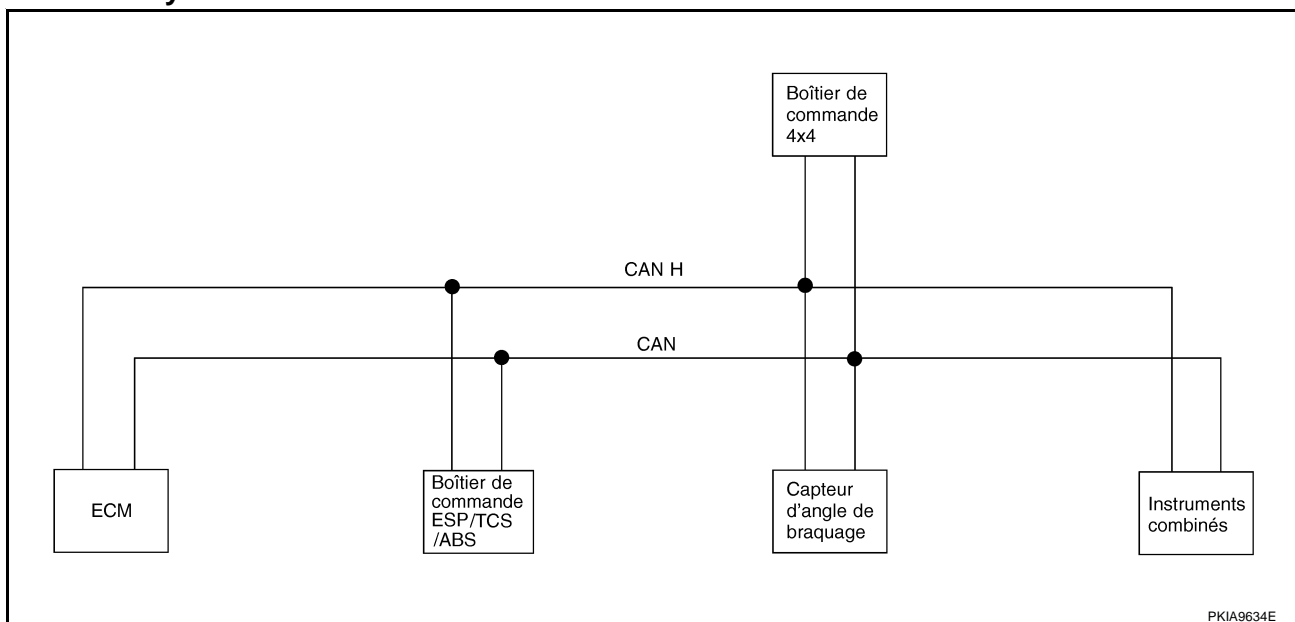 Boîtier de
commande
4x4
CAN H
CAN
ECM
Boîtier de
commande
ESP/TCS
/ABS
Capteur
d'angle de
braquage
Instruments
combinés
PKIA9634E